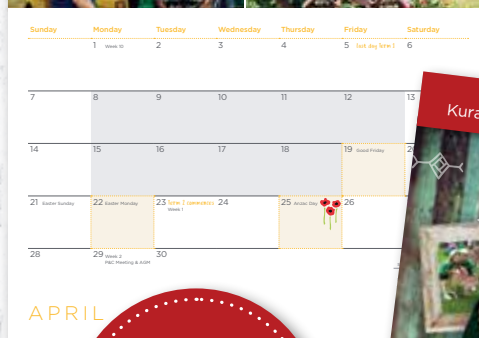 Sunday Monday Tuesday Wednesday Thursday Friday Saturday
1 Week 10 2 3 4 5 Last day Term 1 6
7 8 9 10 11 12 13
14 15 16 17 18 19 Good Friday
21 Easter Sunday 22 Easter Monday 23 Term 2 commences 24 25 Anzac Day 26
Week 1
28 29 Week 2 30
P&C Meeting & AGM
APRIL